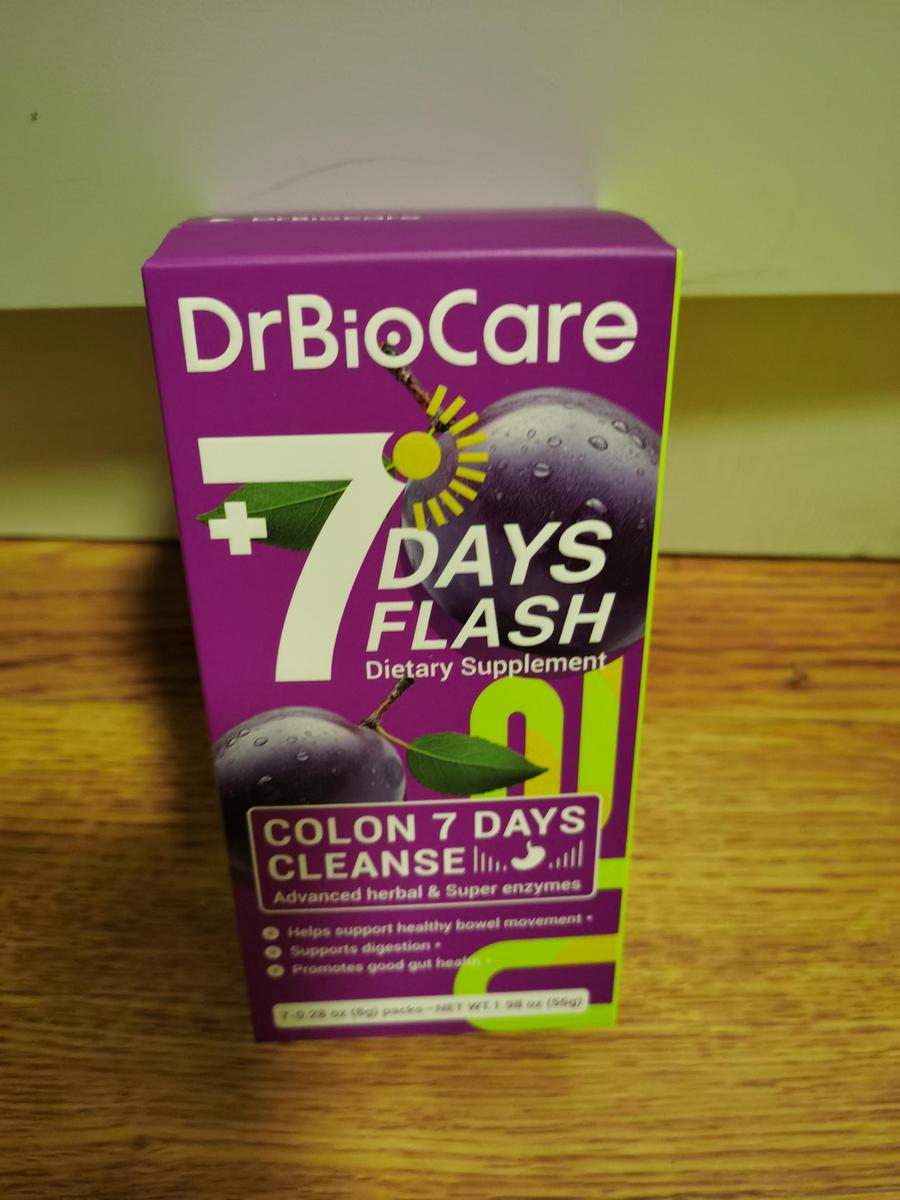 DrBioCare
DrBioCare
+7
DAYS
FLASH
Dietary Supplement
COLON 7 DAYS
CLEANSE
Advanced herbal & Super enzymes
Helps support healthy bowel movement *
Supports digestion *
Promotes good gut health *
7-0.28 oz (8g) packs - NET WT.1.98 oz (56g)